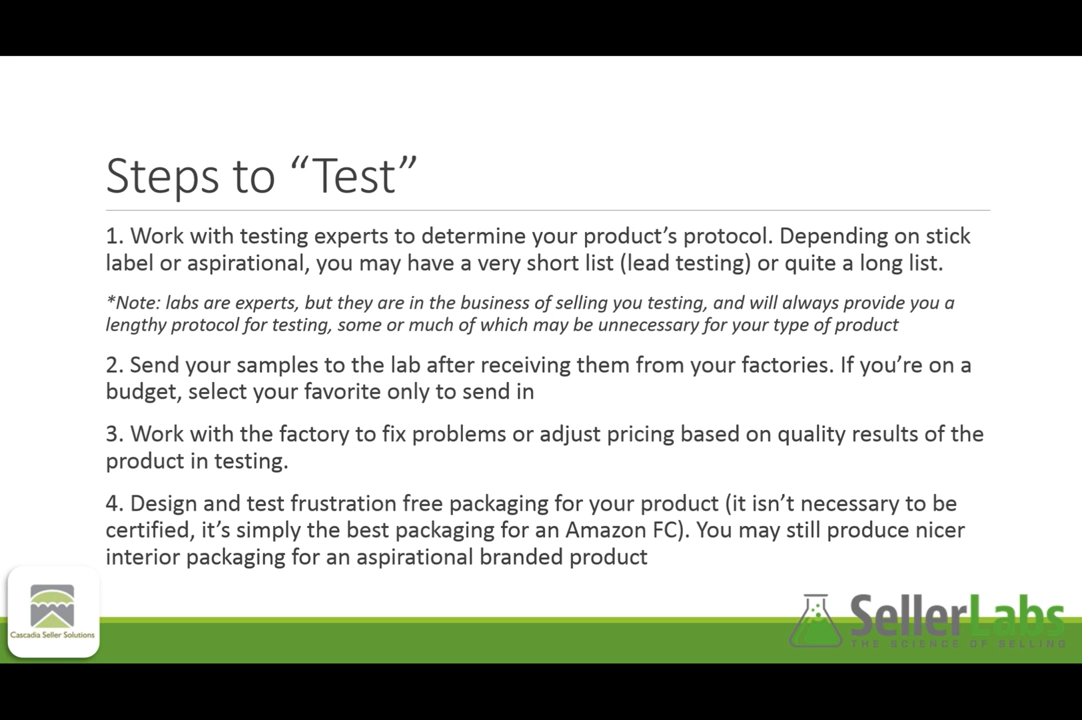 Steps to “Test”
1. Work with testing experts to determine your product’s protocol. Depending on stick
label or aspirational, you may have a very short list (lead testing) or quite a long list.
*Note: labs are experts, but they are in the business of selling you testing, and will always provide you a
lengthy protocol for testing, some or much of which may be unnecessary for your type of product
2. Send your samples to the lab after receiving them from your factories. If you’re on a
budget, select your favorite only to send in
3. Work with the factory to fix problems or adjust pricing based on quality results of the
product in testing.
4. Design and test frustration free packaging for your product (it isn’t necessary to be
certified, it’s simply the best packaging for an Amazon FC). You may still produce nicer
interior packaging for an aspirational branded product
Cascadia Seller Solutions
SellerLabs
THE SCIENCE OF SELLING